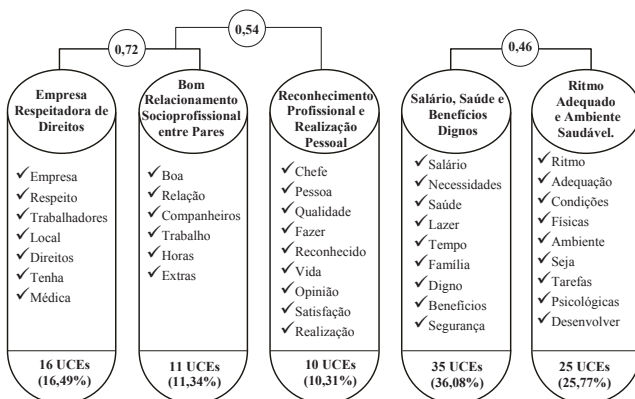 0,72
0,54
0,46
Empresa
Respeitadora de
Direitos
✓Empresa
✓Respeito
✓Trabalhadores
✓Local
✓Direitos
✓Tenha
✓Médica
16 UCEs
(16,49%)
Bom
Relacionamento
Socioprofissional
entre Pares
✓Boa
✓Relação
✓Companheiros
✓Trabalho
✓Horas
✓Extras
11 UCEs
(11,34%)
Reconhecimento
Profissional e
Realização
Pessoal
✓Chefe
✓Pessoa
✓Qualidade
✓Fazer
✓Reconhecido
✓Vida
✓Opinião
✓Satisfação
✓Realização
10 UCEs
(10,31%)
Salário, Saúde e
Benefícios
Dignos
✓Salário
✓Necessidades
✓Saúde
✓Lazer
✓Tempo
✓Família
✓Digno
✓Benefícios
✓Segurança
35 UCEs
(36,08%)
Ritmo
Adequado
e Ambiente
Saudável.
✓Ritmo
✓Adequação
✓Condições
✓Físicas
✓Ambiente
✓Seja
✓Tarefas
✓Psicológicas
✓Desenvolver
25 UCEs
(25,77%)